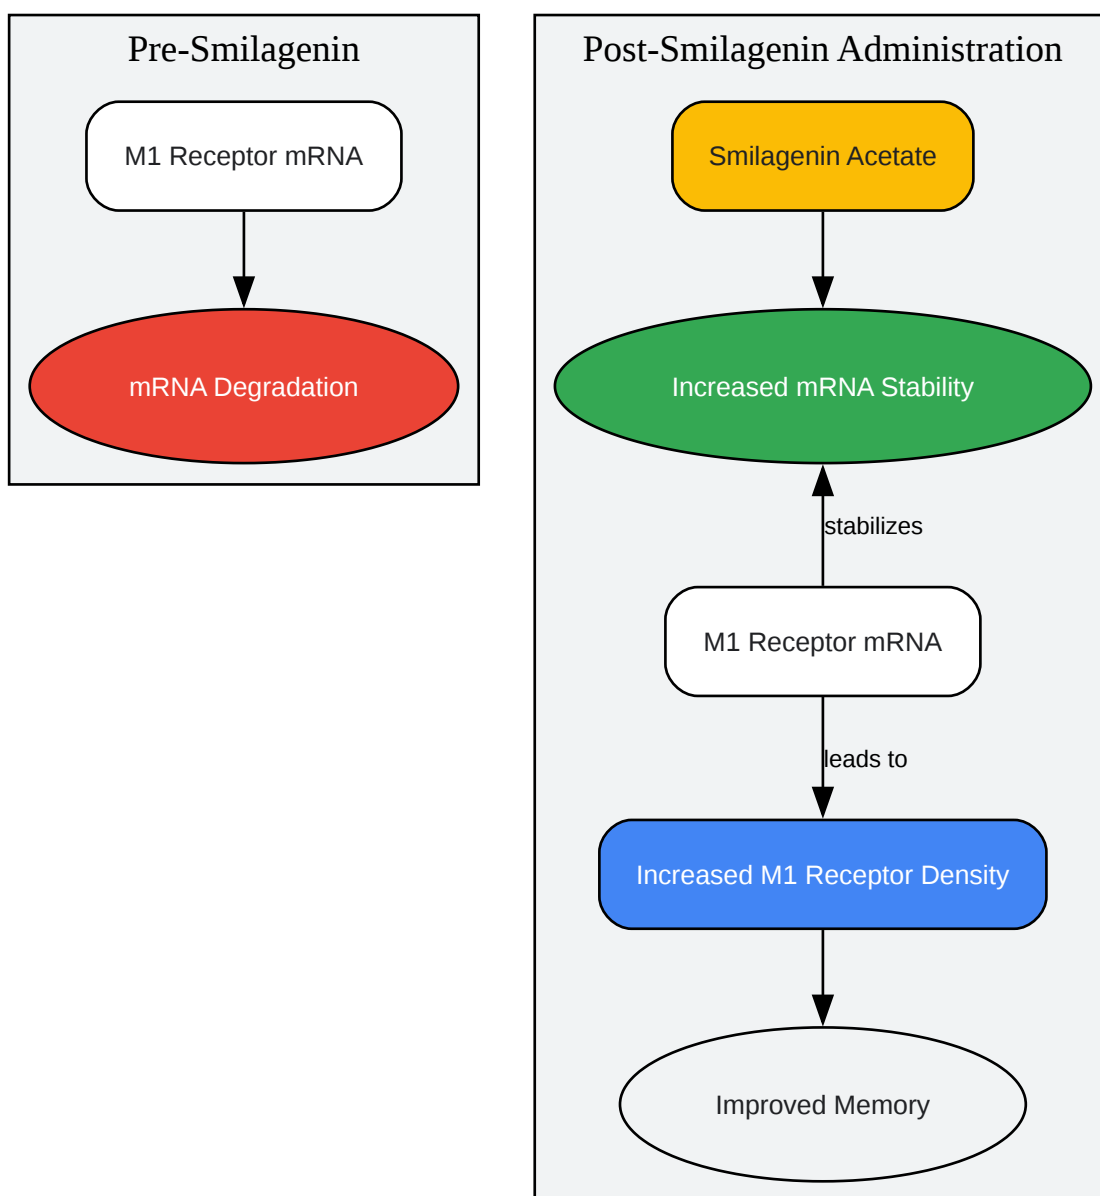 Pre-Smilagenin
M1 Receptor mRNA
mRNA Degradation
Post-Smilagenin Administration
Smilagenin Acetate
Increased mRNA Stability
stabilizes
M1 Receptor mRNA
leads to
Increased M1 Receptor Density
Improved Memory